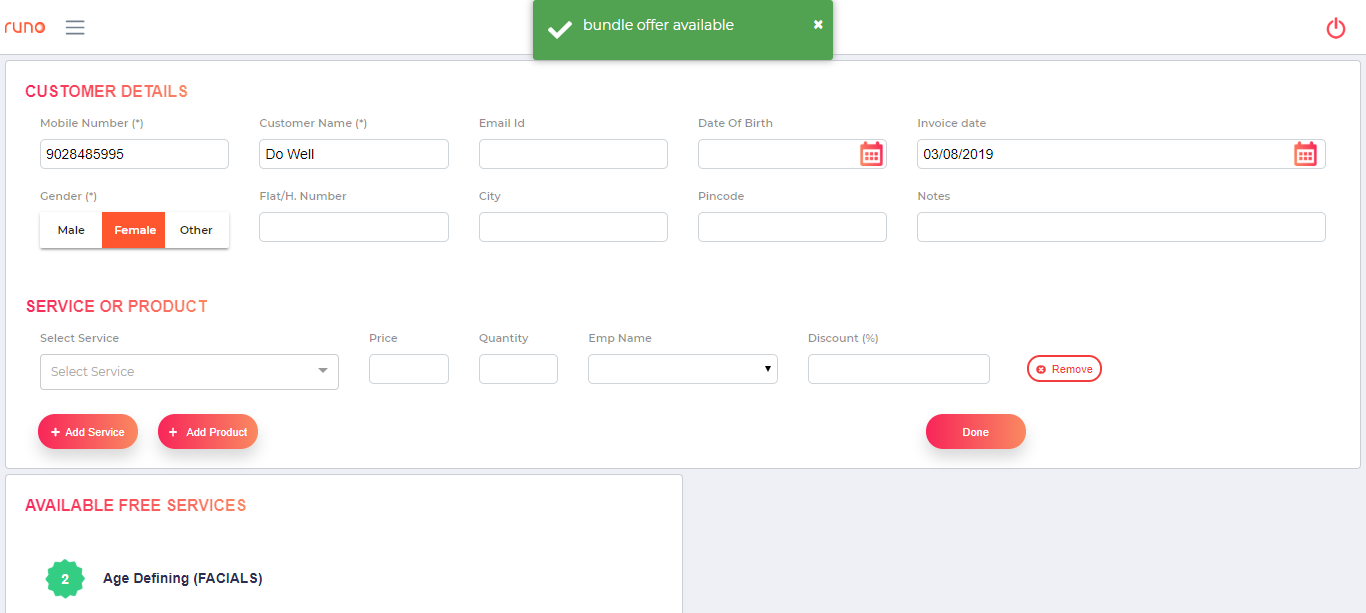 runo
bundle offer available
CUSTOMER DETAILS
Mobile Number (*) Customer Name (*) Email Id Date Of Birth Invoice date
9028485995 Do Well 03/08/2019
Gender (*) Flat/H. Number City Pincode Notes
Male Female Other
SERVICE OR PRODUCT
Select Service Price Quantity Emp Name Discount (%)
Select Service Remove
+ Add Service + Add Product Done
AVAILABLE FREE SERVICES
2 Age Defining (FACIALS)